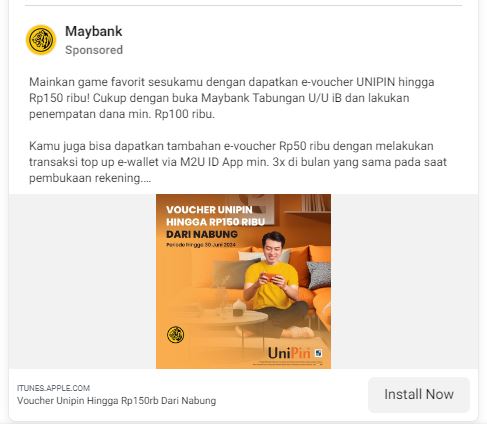 Maybank
Sponsored
Mainkan game favorit sesukamu dengan dapatkan e-voucher UNIPIN hingga
Rp150 ribu! Cukup dengan buka Maybank Tabungan U/U iB dan lakukan
penempatan dana min. Rp100 ribu.
Kamu juga bisa dapatkan tambahan e-voucher Rp50 ribu dengan melakukan
transaksi top up e-wallet via M2U ID App min. 3x di bulan yang sama pada saat
pembukaan rekening....
VOUCHER UNIPIN
HINGGA RP150 RIBU
DARI NABUNG
Periode hingga 30 Juni 2024
UniPin
ITUNES.APPLE.COM
Voucher Unipin Hingga Rp150rb Dari Nabung
Install Now